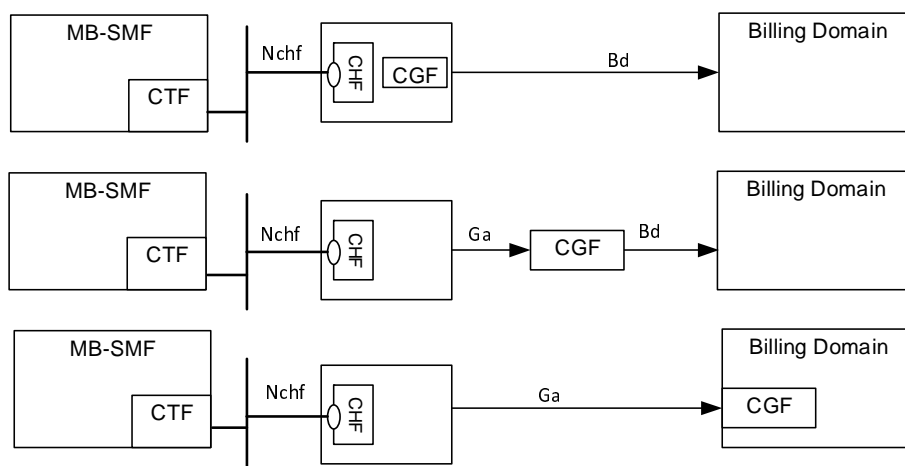 MB-SMF
CTF
Nchf
CHF
CGF
Bd
Billing Domain
MB-SMF
CTF
Nchf
CHF
Ga
CGF
Bd
Billing Domain
MB-SMF
CTF
Nchf
CHF
Ga
Billing Domain
CGF